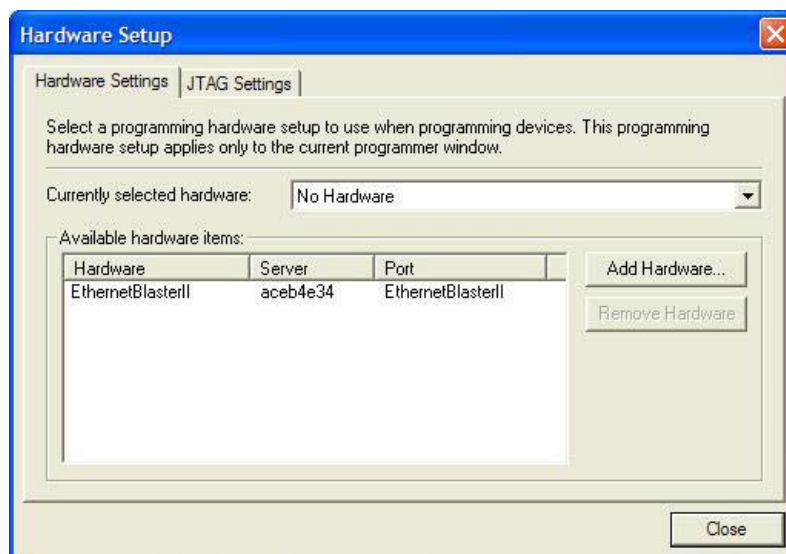 Hardware Setup
Hardware Settings JTAG Settings
Select a programming hardware setup to use when programming devices. This programming
hardware setup applies only to the current programmer window.
Currently selected hardware: No Hardware
Available hardware items:
Hardware Server Port
EthernetBlasterII aceb4e34 EthernetBlasterII
Add Hardware...
Remove Hardware
Close